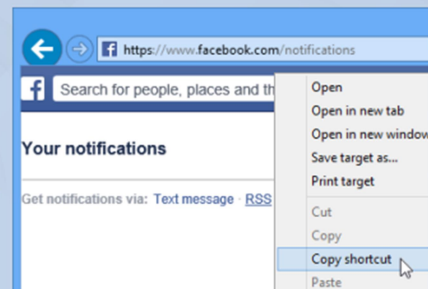 https://www.facebook.com/notifications
f Search for people, places and th
Your notifications
Get notifications via: Text message · RSS
Open
Open in new tab
Open in new window
Save target as...
Print target
Cut
Copy
Copy shortcut
Paste